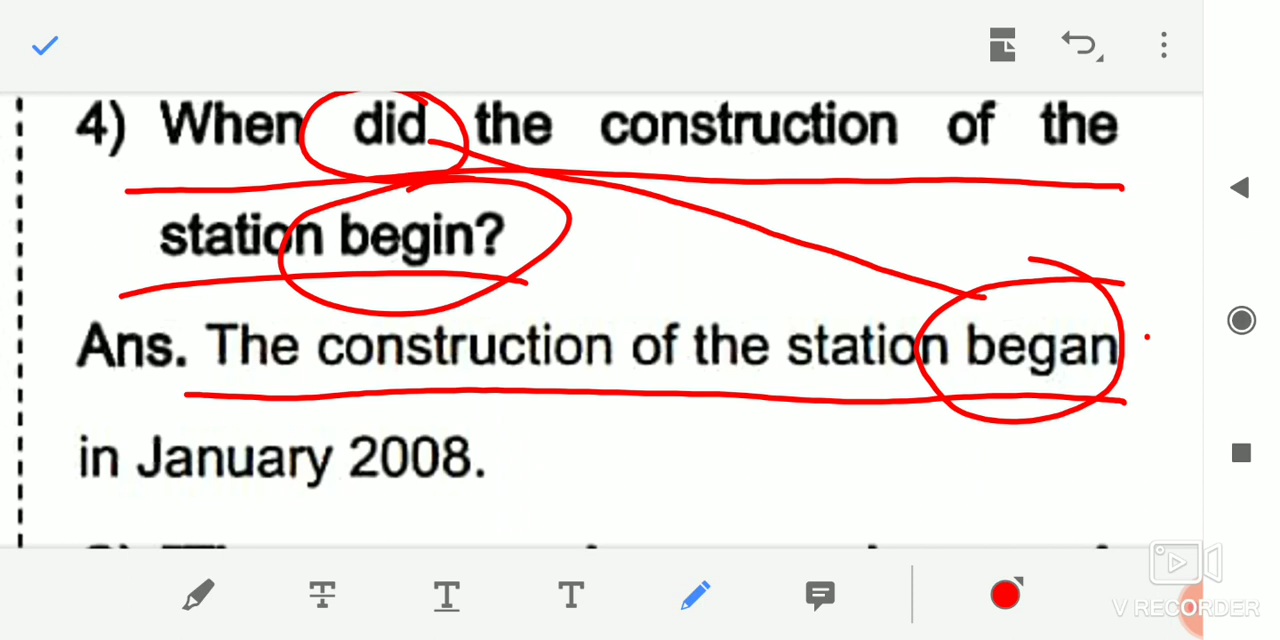 4) When did the construction of the
station begin?
Ans. The construction of the station began
in January 2008.
V RECORDER